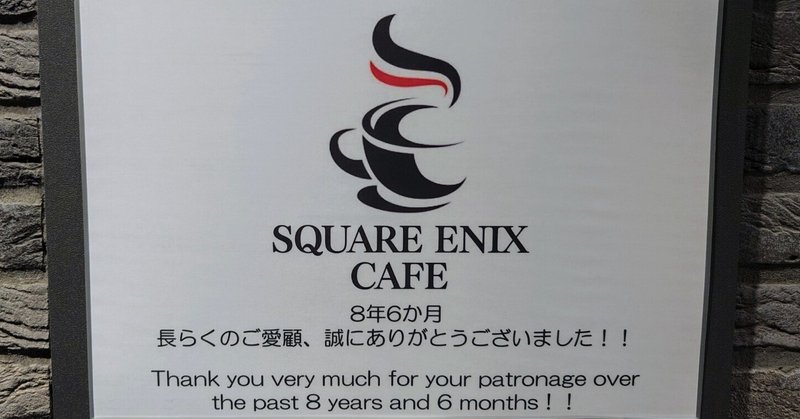 SQUARE ENIX
CAFE
8年6か月
長らくのご愛顧、誠にありがとうございました！！
Thank you very much for your patronage over
the past 8 years and 6 months！！